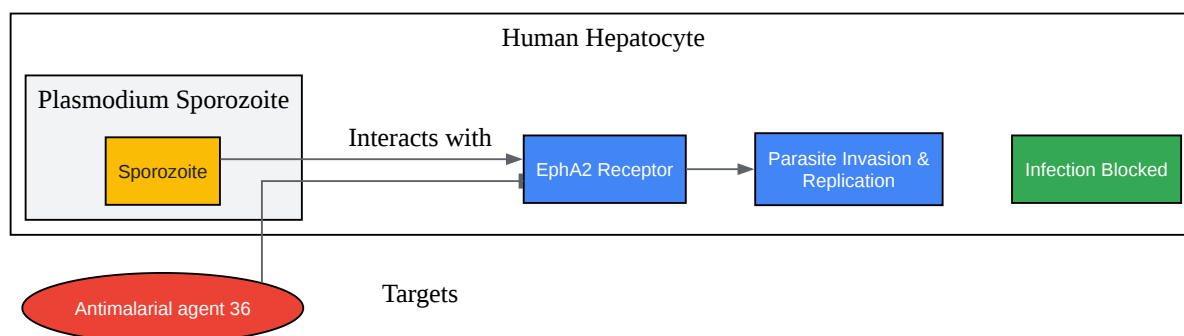 Human Hepatocyte
Plasmodium Sporozoite
Interacts with
Sporozoite
EphA2 Receptor
Parasite Invasion &
Replication
Infection Blocked
Antimalarial agent 36
Targets